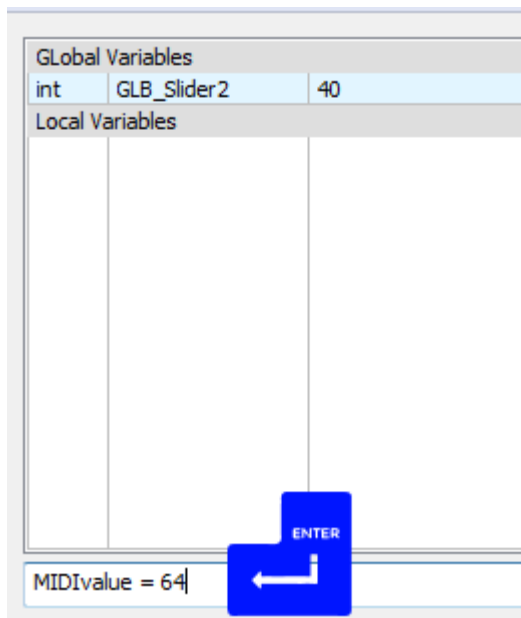 GLobal Variables
int GLB_Slider2 40
Local Variables
ENTER
MIDIvalue = 64